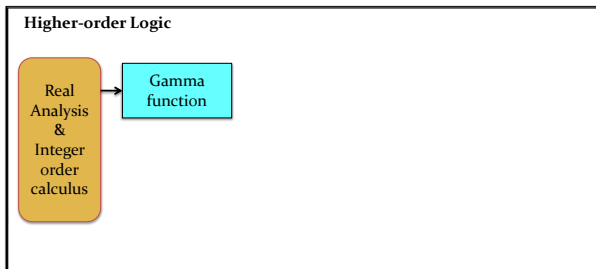 Higher-order Logic
Real
Analysis
&
Integer
order
calculus
Gamma
function